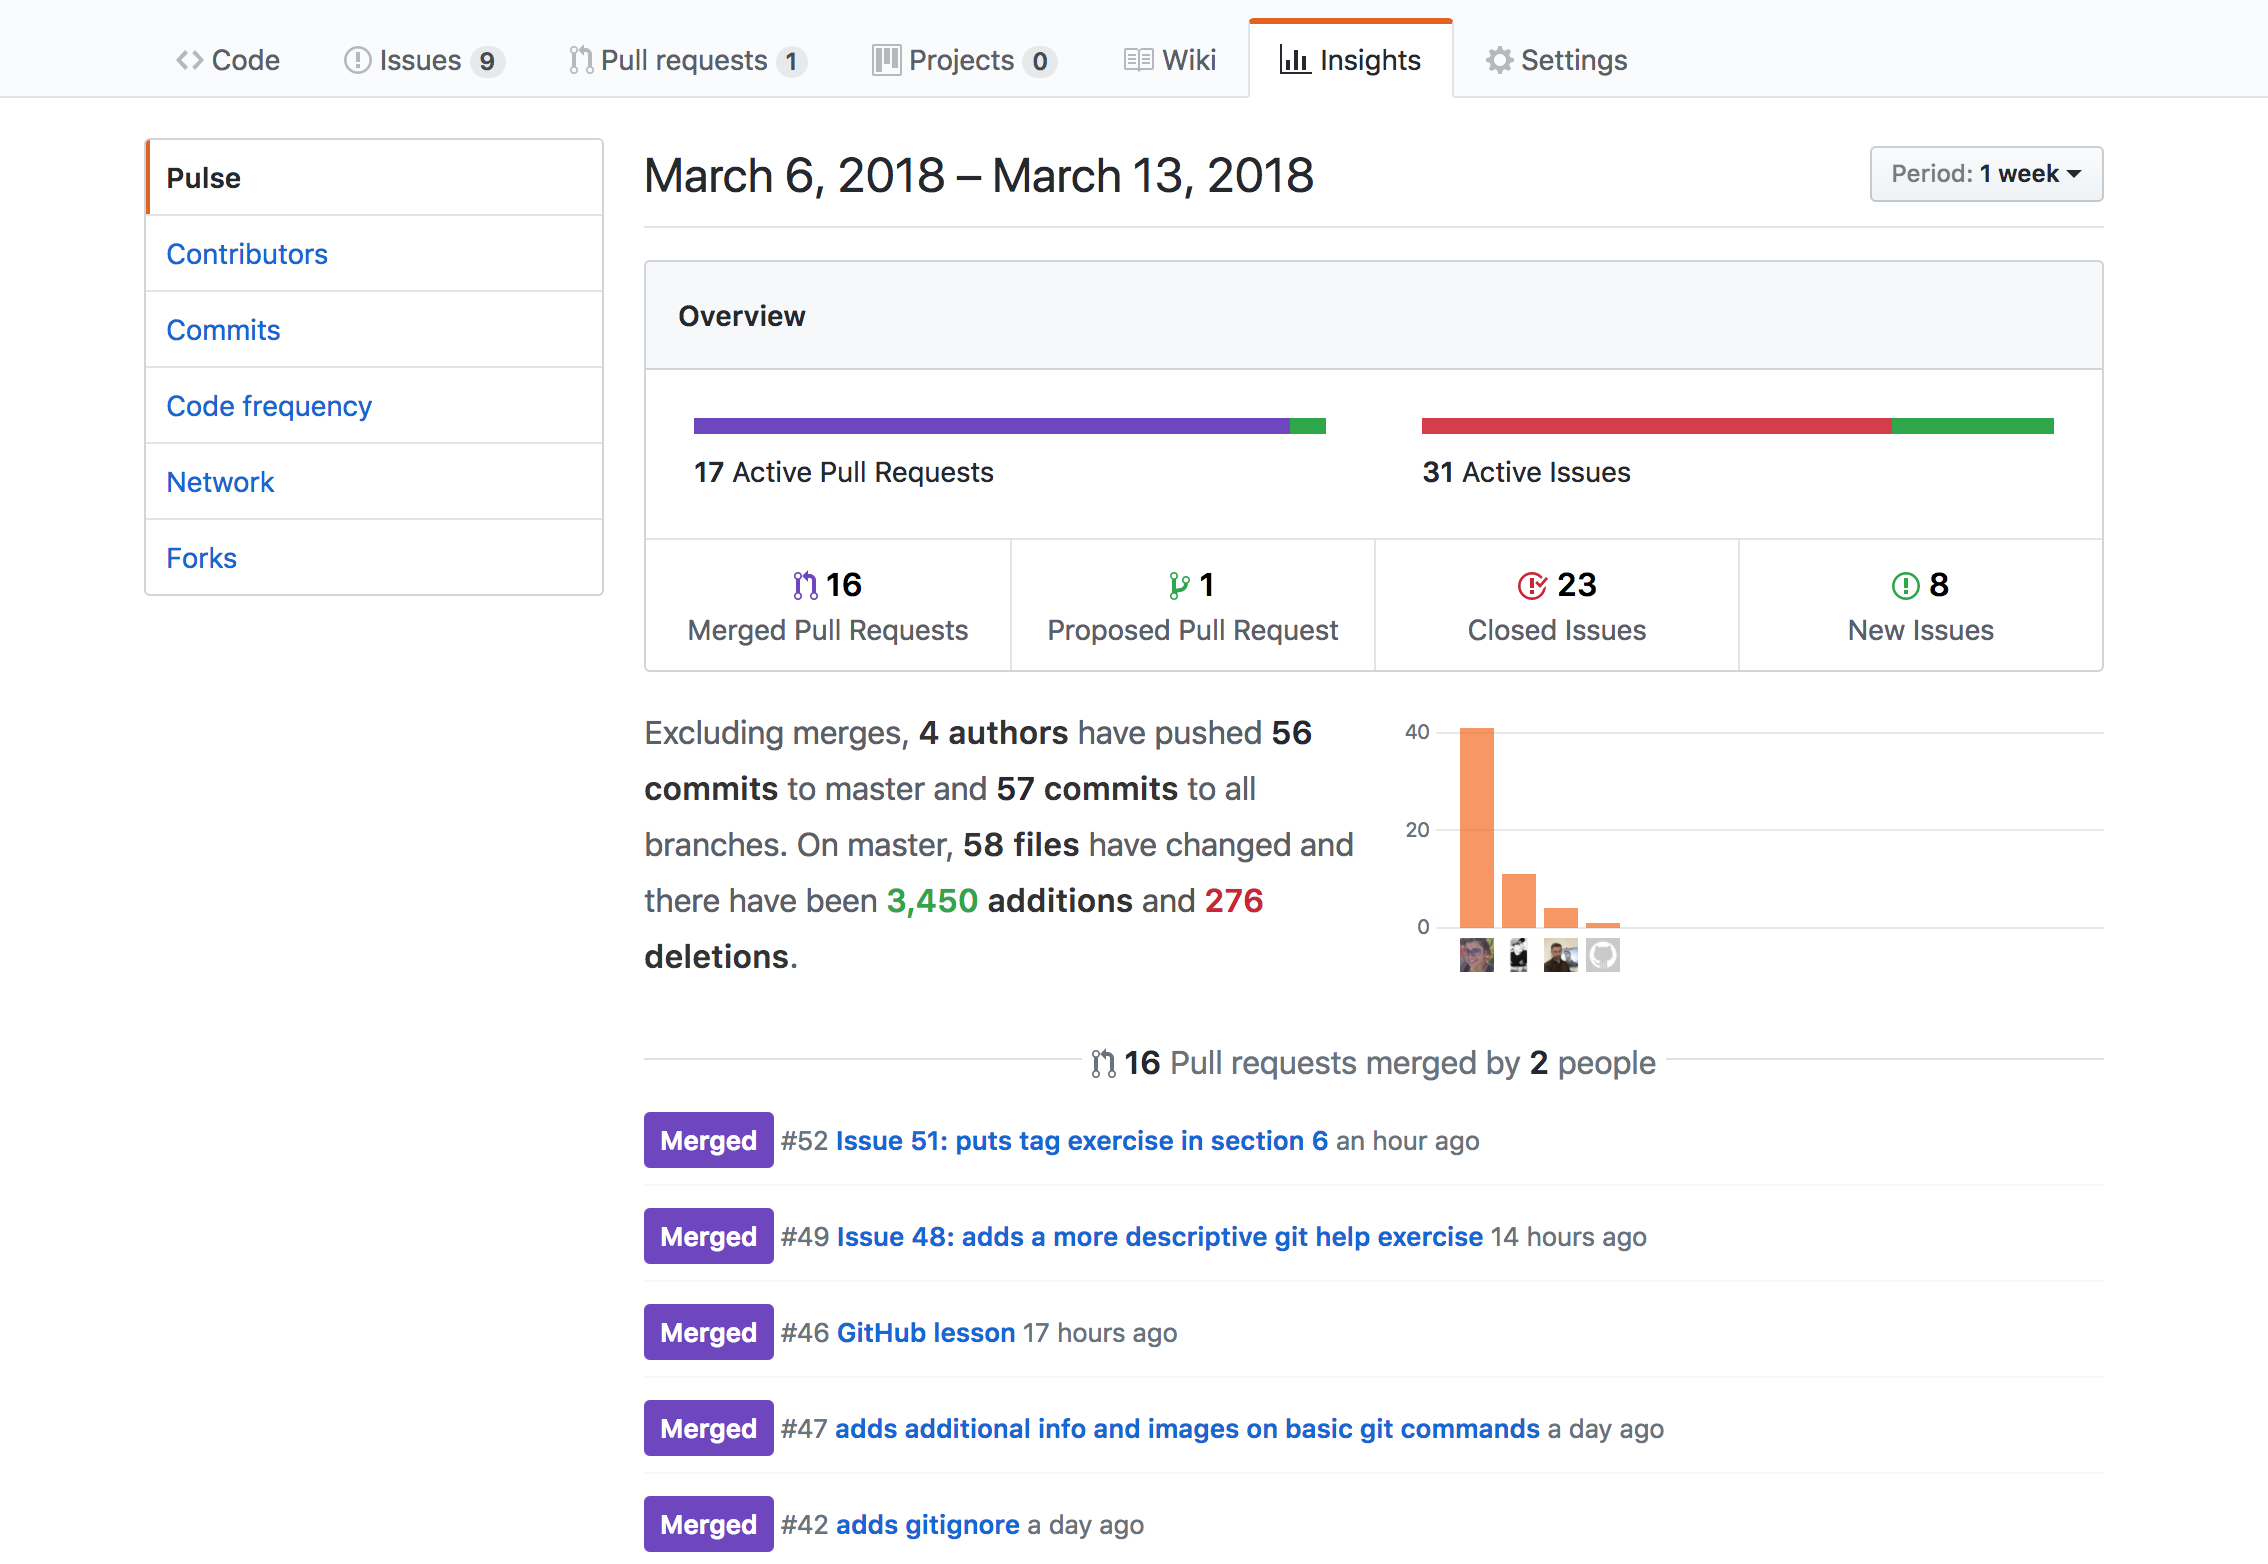 Code Issues 9 Pull requests 1 Projects 0 Wiki Insights Settings
Pulse
Contributors
Commits
Code frequency
Network
Forks
March 6, 2018 – March 13, 2018
Period: 1 week
Overview
17 Active Pull Requests
31 Active Issues
16
Merged Pull Requests
1
Proposed Pull Request
23
Closed Issues
8
New Issues
Excluding merges, 4 authors have pushed 56
commits to master and 57 commits to all
branches. On master, 58 files have changed and
there have been 3,450 additions and 276
deletions.
40
20
0
16 Pull requests merged by 2 people
Merged #52 Issue 51: puts tag exercise in section 6 an hour ago
Merged #49 Issue 48: adds a more descriptive git help exercise 14 hours ago
Merged #46 GitHub lesson 17 hours ago
Merged #47 adds additional info and images on basic git commands a day ago
Merged #42 adds gitignore a day ago